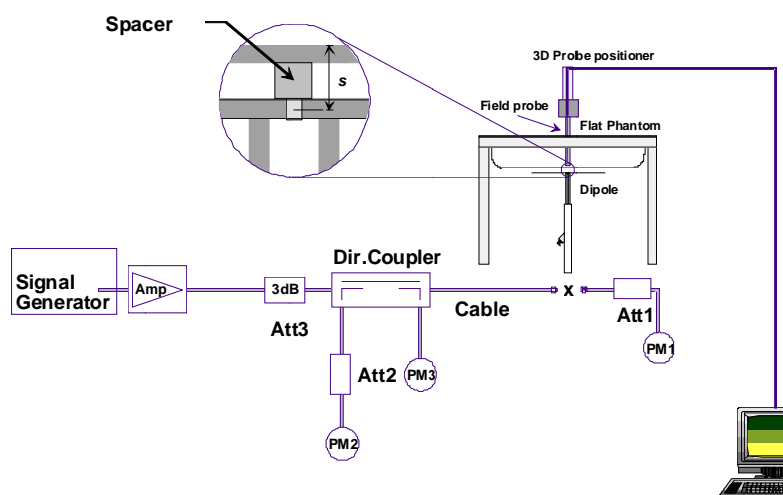 Spacer
s
3D Probe positioner
Field probe
Flat Phantom
Dipole
Dir.Coupler
Signal
Generator
Amp
3dB
Att3
Cable
x
Att1
PM1
Att2
PM3
PM2